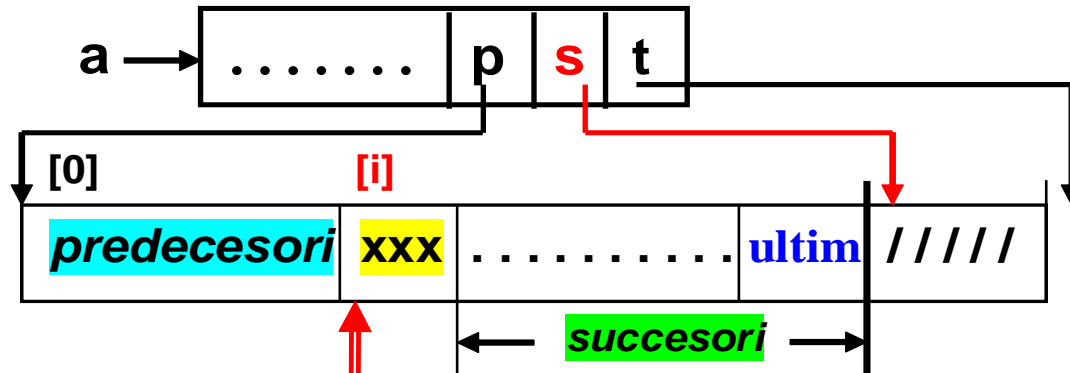 a . . . . . . . p s t
[0] [i]
predecesori xxx . . . . . . . . . . ultim / / / / /
succesori